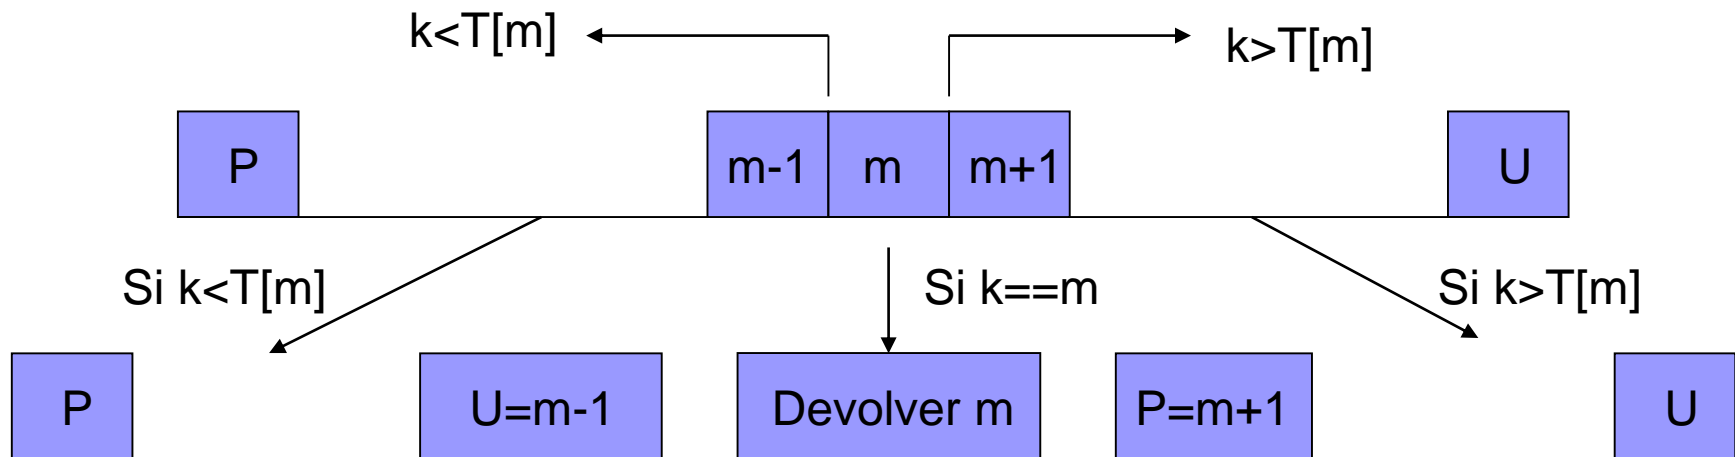 k<T[m]
k>T[m]
P
m-1
m
m+1
U
Si k<T[m]
Si k==m
Si k>T[m]
P
U=m-1
Devolver m
P=m+1
U